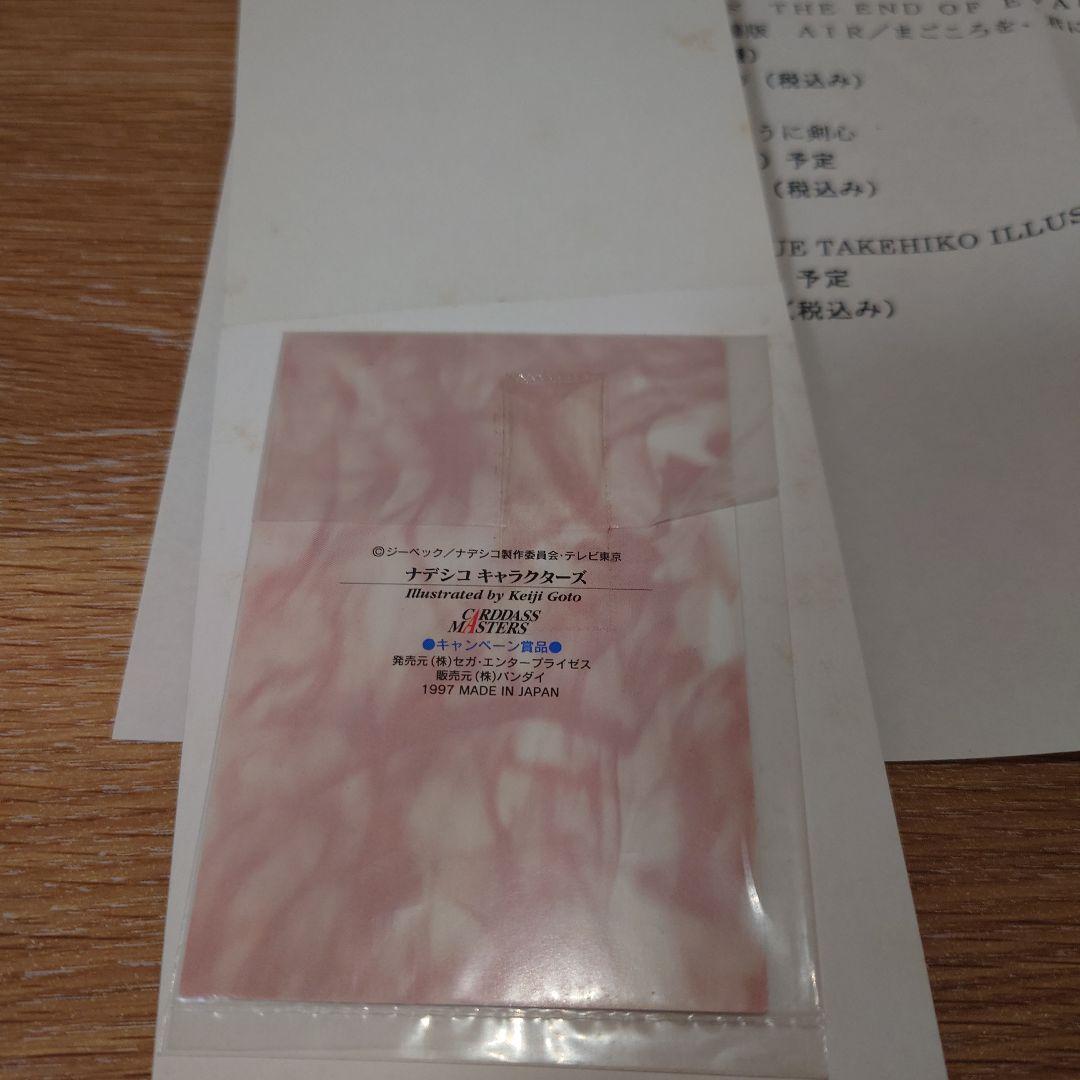 THE END OF EVA
版 AIR/まごころを、君に
(税込み)
うに剣心
) 予定
(税込み)
UE TAKEHIKO ILLUS
予定
(税込み)
©ジーベック/ナデシコ製作委員会・テレビ東京
ナデシコ キャラクターズ
Illustrated by Keiji Goto
CARDDASS
MASTERS
●キャンペーン賞品●
発売元(株)セガ・エンタープライゼス
販売元(株)バンダイ
1997 MADE IN JAPAN